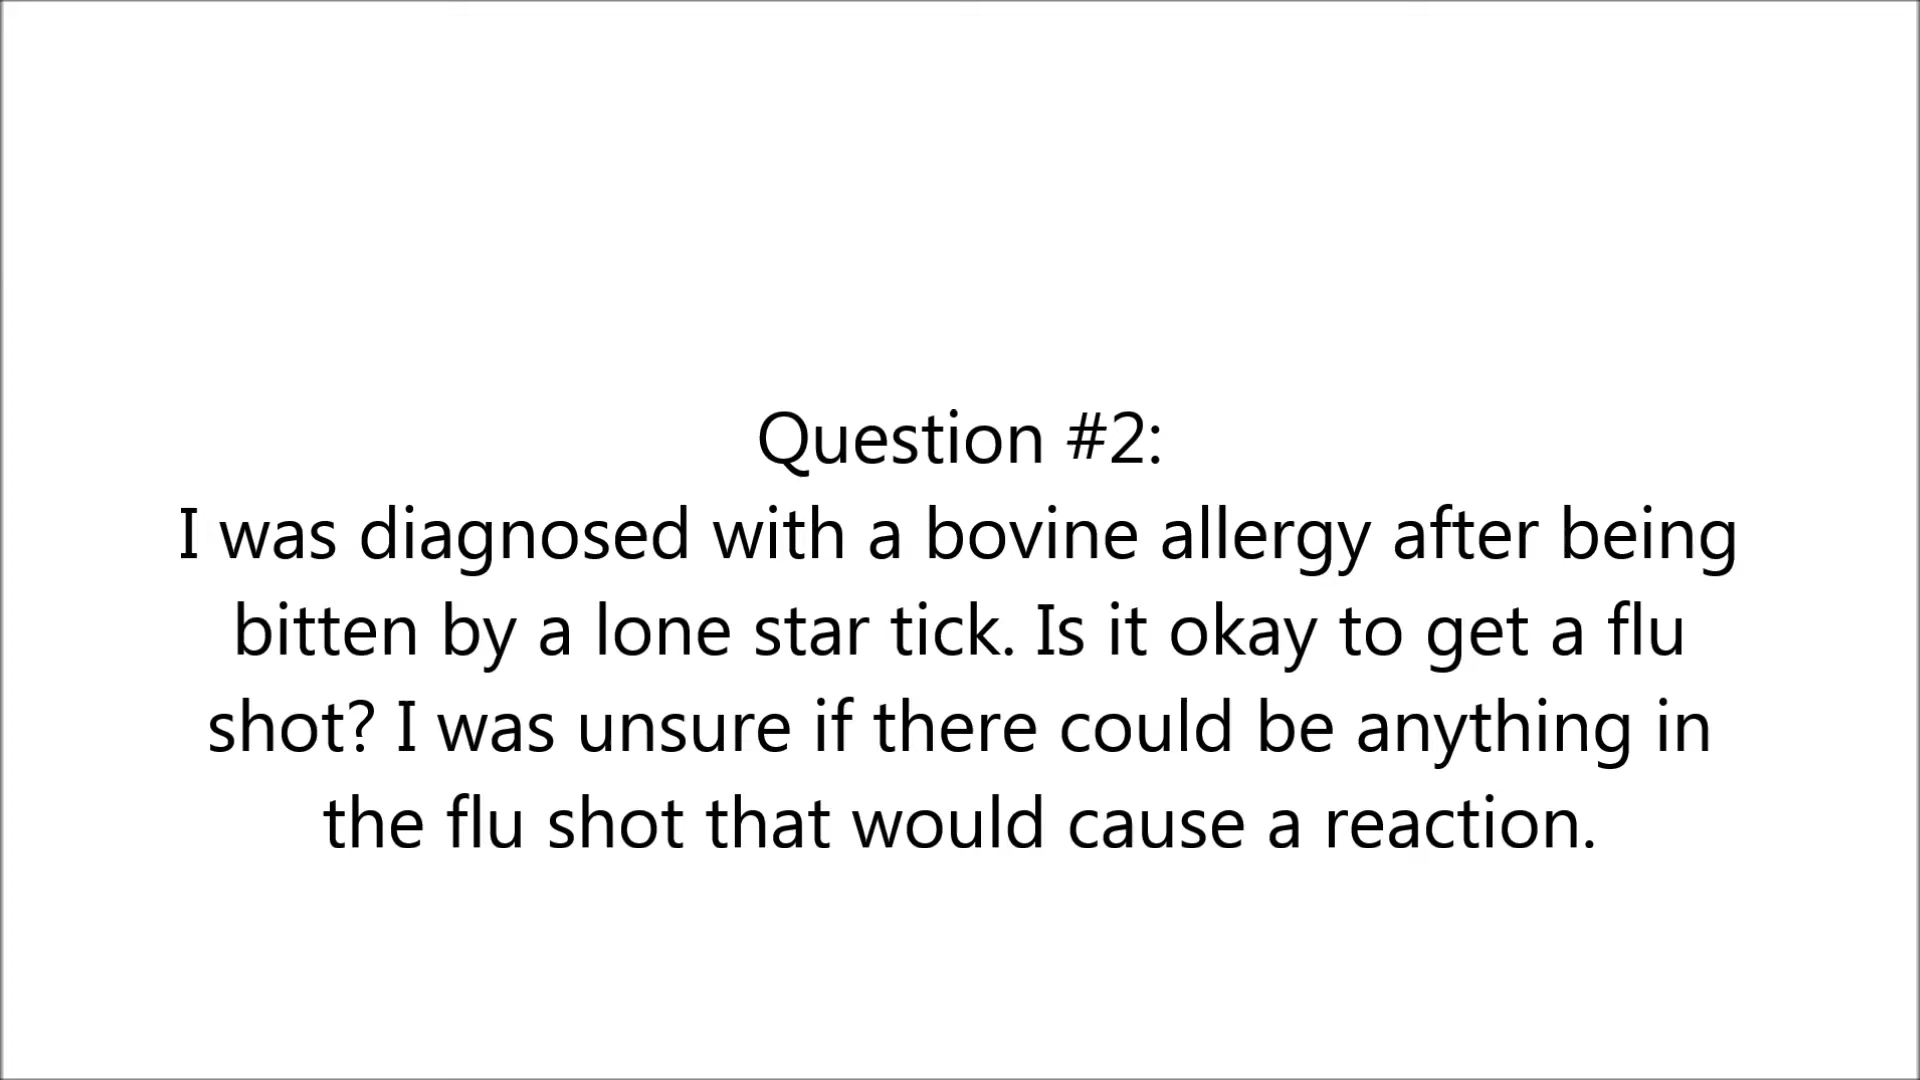 Question #2:
I was diagnosed with a bovine allergy after being
bitten by a lone star tick. Is it okay to get a flu
shot? I was unsure if there could be anything in
the flu shot that would cause a reaction.